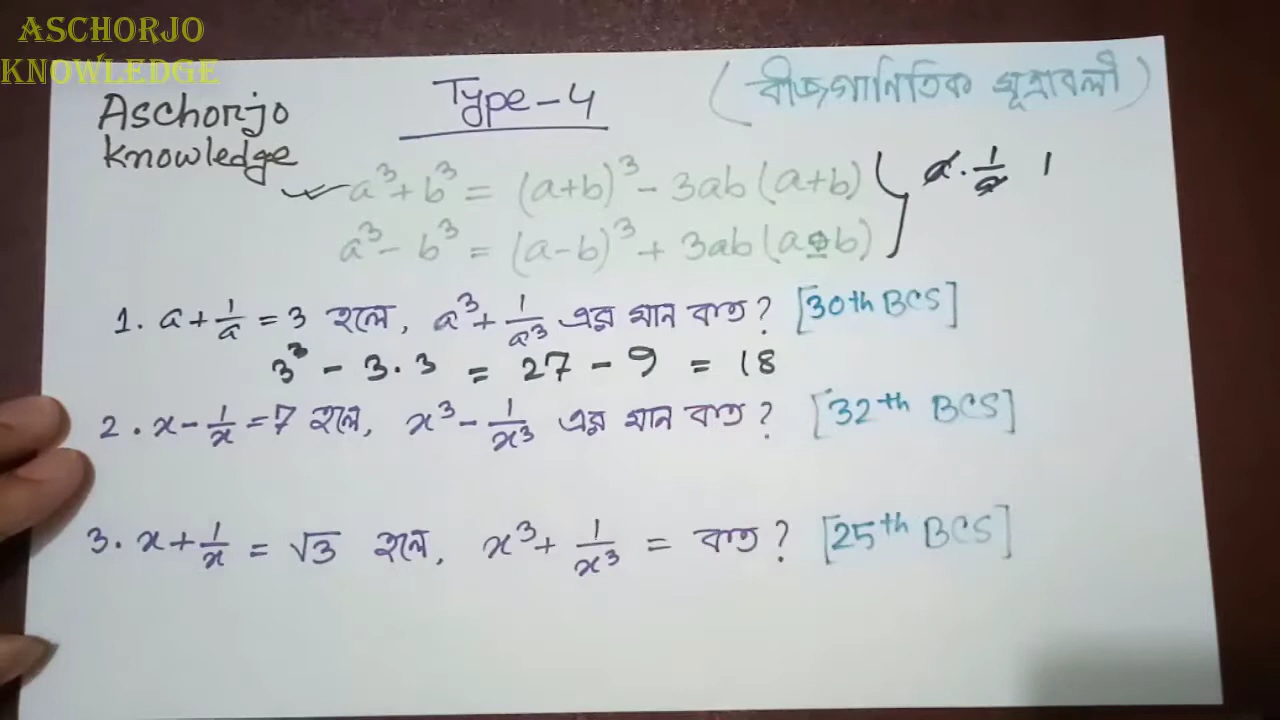 ASCHORJO
KNOWLEDGE
Aschorjo
Knowledge
Type-4
(বীজগাণিতিক সূত্রাবলী)
a³+b³ = (a+b)³ - 3ab(a+b)
a . 1/a 1
a³ - b³ = (a-b)³ + 3ab(a-b)
1. a + 1/a = 3 হলে, a³ + 1/a³ এর মান কত? [30th BCS]
3³ - 3.3 = 27 - 9 = 18
2. x - 1/x = 7 হলে, x³ - 1/x³ এর মান কত? [32th BCS]
3. x + 1/x = √3 হলে, x³ + 1/x³ = কত? [25th BCS]